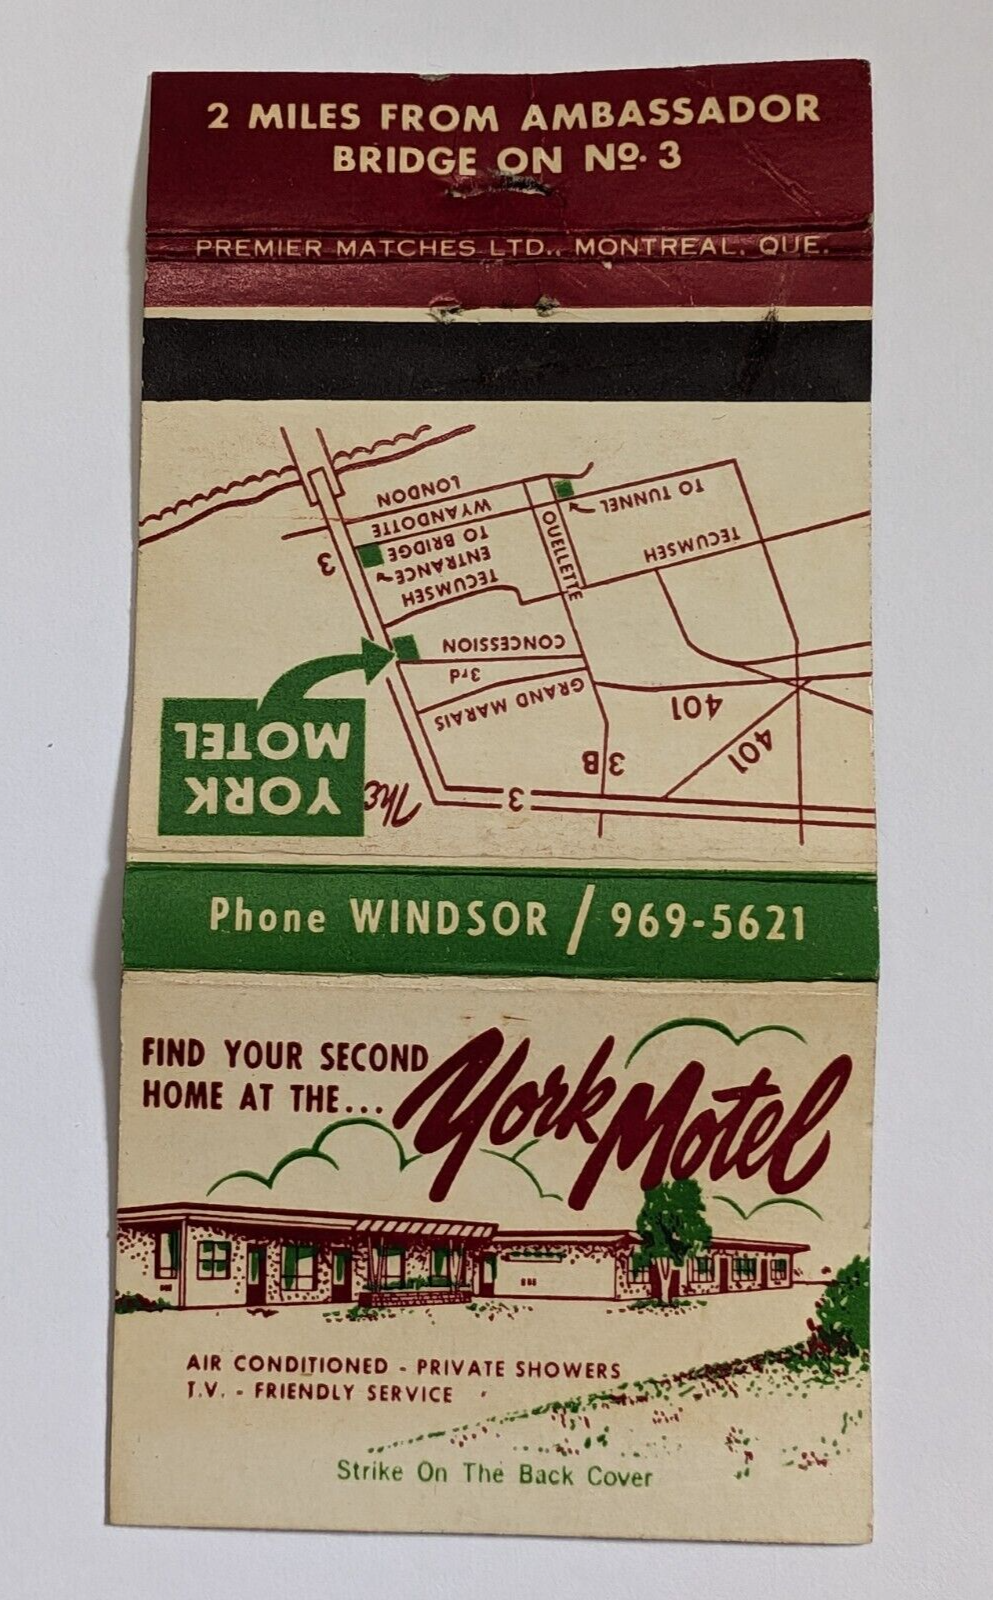 2 MILES FROM AMBASSADOR
BRIDGE ON No. 3
PREMIER MATCHES LTD., MONTREAL, QUE.
The
YORK
MOTEL
3
3B
401
401
GRAND MARAIS
3rd
CONCESSION
TECUMSEH
ENTRANCE
TO BRIDGE
WYANDOTTE
LONDON
3
OUELLETTE
TECUMSEH
TO TUNNEL
Phone WINDSOR / 969-5621
FIND YOUR SECOND
HOME AT THE...
York Motel
AIR CONDITIONED - PRIVATE SHOWERS
T.V. - FRIENDLY SERVICE
Strike On The Back Cover